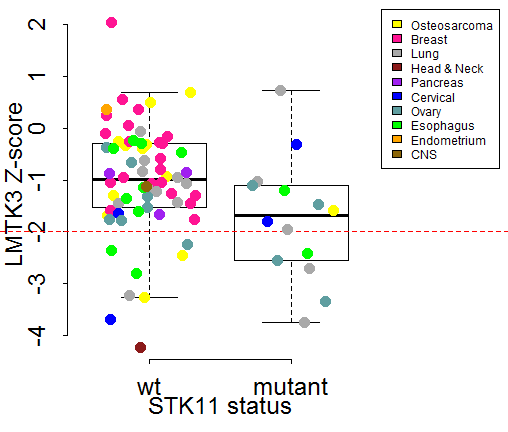 Osteosarcoma
Breast
Lung
Head & Neck
Pancreas
Cervical
Ovary
Esophagus
Endometrium
CNS
LMTK3 Z-score
2
1
0
-1
-2
-3
-4
wt mutant
STK11 status